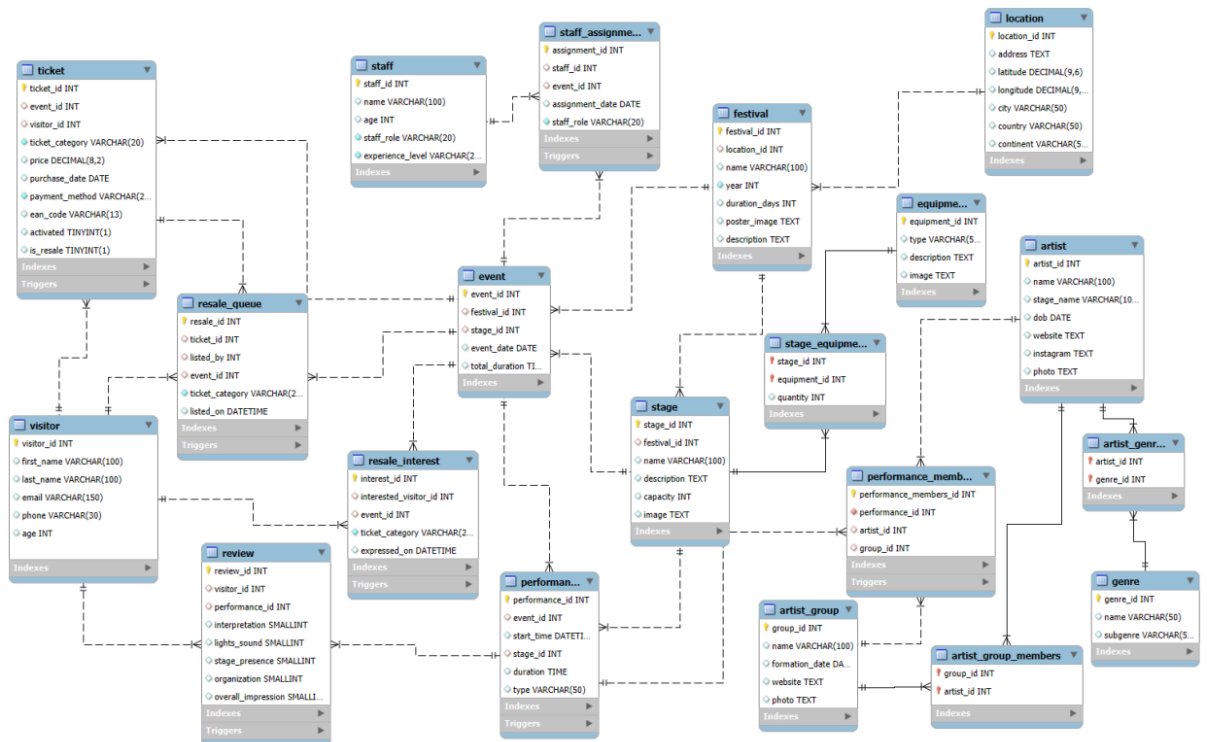 ticket
ticket_id INT
event_id INT
visitor_id INT
ticket_category VARCHAR(20)
price DECIMAL(8,2)
purchase_date DATE
payment_method VARCHAR(2...
ean_code VARCHAR(13)
activated TINYINT(1)
is_resale TINYINT(1)
Indexes
Triggers
staff
staff_id INT
name VARCHAR(100)
age INT
staff_role VARCHAR(20)
experience_level VARCHAR(2...
Indexes
staff_assignme...
assignment_id INT
staff_id INT
event_id INT
assignment_date DATE
staff_role VARCHAR(20)
Indexes
Triggers
location
location_id INT
address TEXT
latitude DECIMAL(9,6)
longitude DECIMAL(9,...
city VARCHAR(50)
country VARCHAR(50)
continent VARCHAR(5...
Indexes
festival
festival_id INT
location_id INT
name VARCHAR(100)
year INT
duration_days INT
poster_image TEXT
description TEXT
Indexes
equipme...
equipment_id INT
type VARCHAR(5...
description TEXT
image TEXT
Indexes
artist
artist_id INT
name VARCHAR(100)
stage_name VARCHAR(10...
dob DATE
website TEXT
instagram TEXT
photo TEXT
Indexes
event
event_id INT
festival_id INT
stage_id INT
event_date DATE
total_duration TI...
Indexes
resale_queue
resale_id INT
ticket_id INT
listed_by INT
event_id INT
ticket_category VARCHAR(2...
listed_on DATETIME
Indexes
Triggers
stage_equipme...
stage_id INT
equipment_id INT
quantity INT
Indexes
visitor
visitor_id INT
first_name VARCHAR(100)
last_name VARCHAR(100)
email VARCHAR(150)
phone VARCHAR(30)
age INT
Indexes
resale_interest
interest_id INT
interested_visitor_id INT
event_id INT
ticket_category VARCHAR(2...
expressed_on DATETIME
Indexes
Triggers
stage
stage_id INT
festival_id INT
name VARCHAR(100)
description TEXT
capacity INT
image TEXT
Indexes
performance_memb...
performance_members_id INT
performance_id INT
artist_id INT
group_id INT
Indexes
Triggers
artist_genr...
artist_id INT
genre_id INT
Indexes
review
review_id INT
visitor_id INT
performance_id INT
interpretation SMALLINT
lights_sound SMALLINT
stage_presence SMALLINT
organization SMALLINT
overall_impression SMALLI...
Indexes
Triggers
performan...
performance_id INT
event_id INT
start_time DATETI...
stage_id INT
duration TIME
type VARCHAR(50)
Indexes
Triggers
artist_group
group_id INT
name VARCHAR(100)
formation_date DA...
website TEXT
photo TEXT
Indexes
artist_group_members
group_id INT
artist_id INT
Indexes
genre
genre_id INT
name VARCHAR(50)
subgenre VARCHAR(5...
Indexes